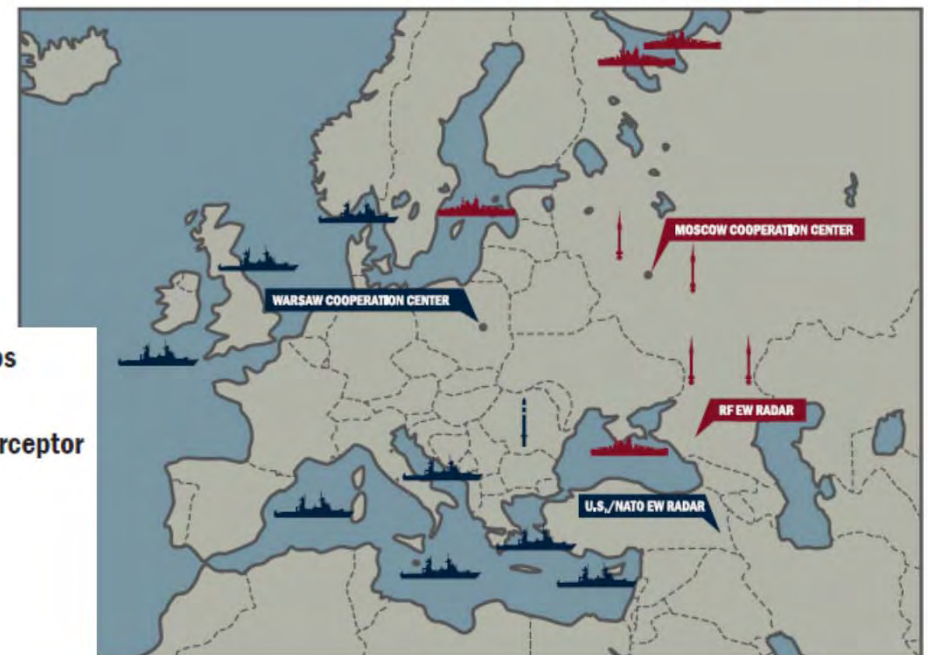 MOSCOW COOPERATION CENTER
WARSAW COOPERATION CENTER
ps
rceptor
RF EW RADAR
U.S./NATO EW RADAR